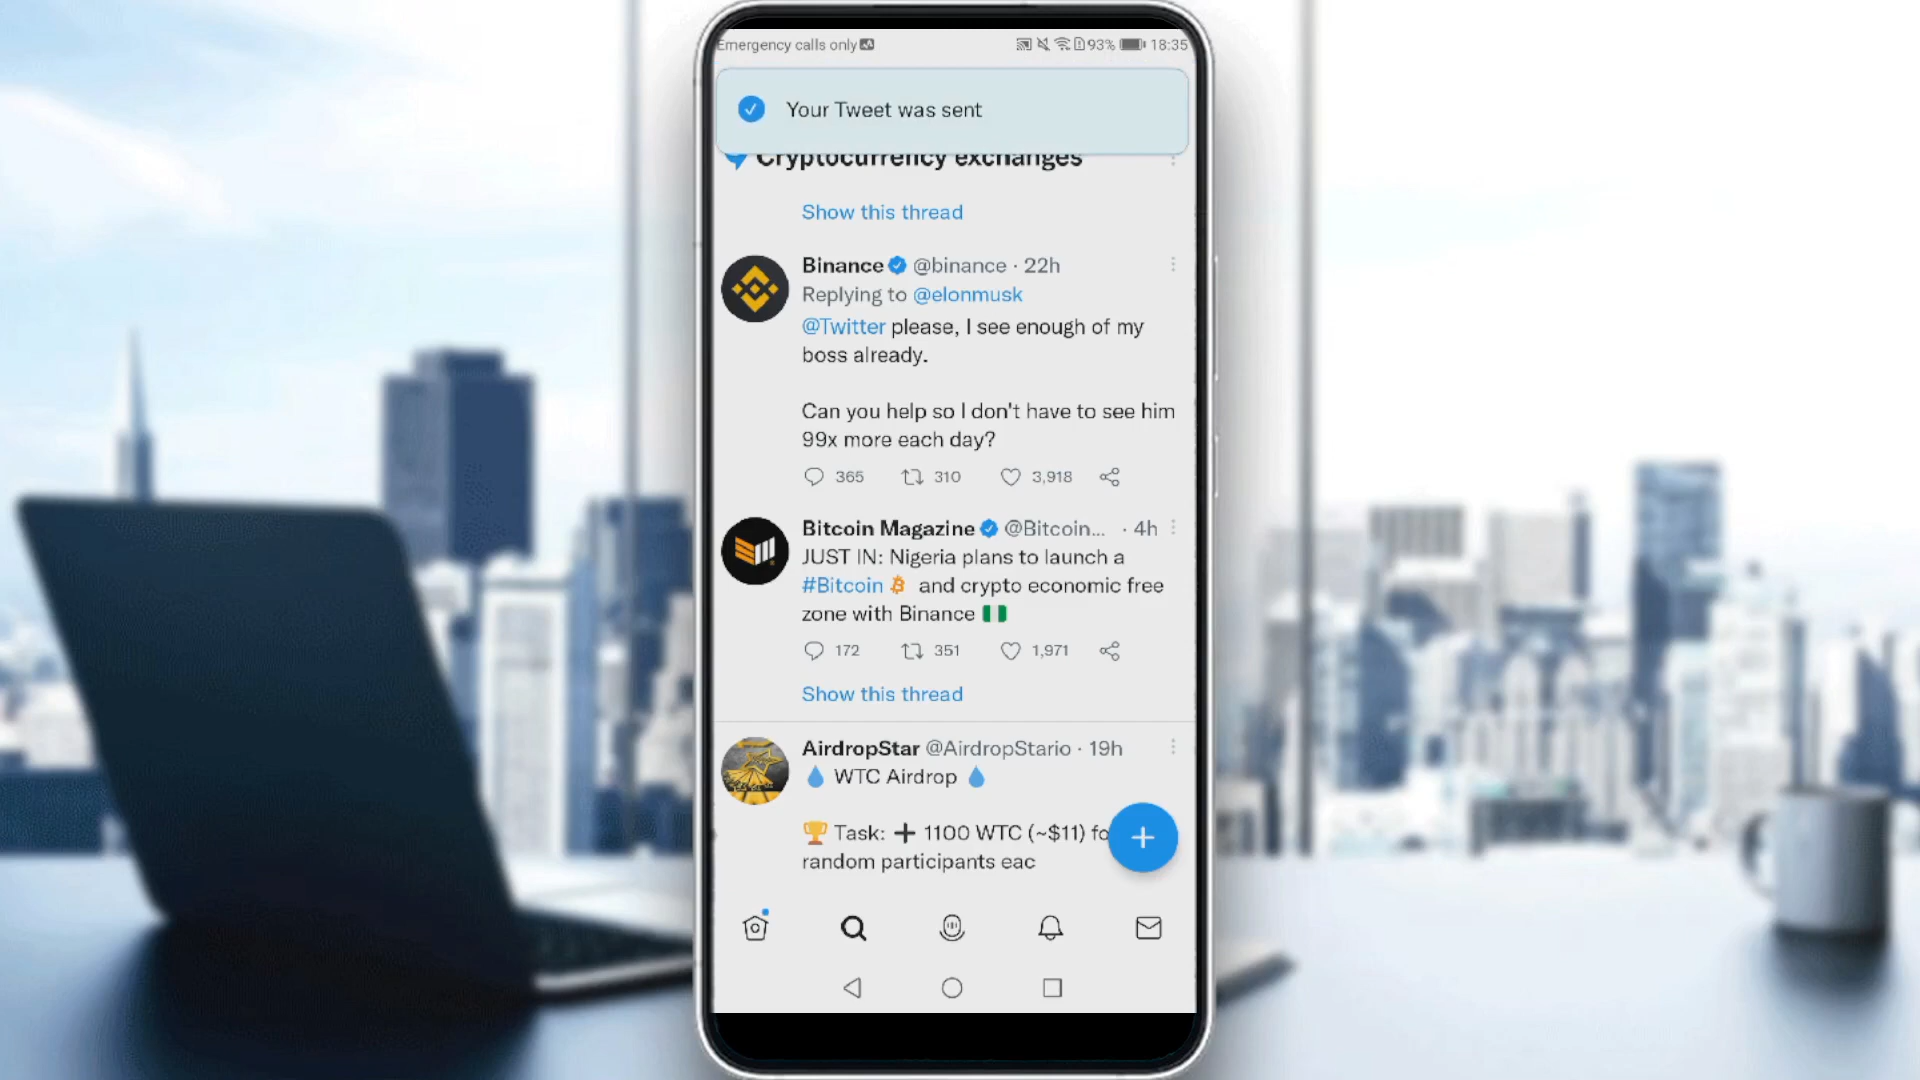 Emergency calls only 93% 18:35
Your Tweet was sent
Cryptocurrency exchanges
Show this thread
Binance @binance · 22h
Replying to @elonmusk
@Twitter please, I see enough of my
boss already.
Can you help so I don't have to see him
99x more each day?
365 310 3,918
Bitcoin Magazine @Bitcoin... · 4h
JUST IN: Nigeria plans to launch a
#Bitcoin and crypto economic free
zone with Binance 🇳🇬
172 351 1,971
Show this thread
AirdropStar @AirdropStario · 19h
💧 WTC Airdrop 💧
🏆 Task: ➕ 1100 WTC (~$11) fo
random participants eac